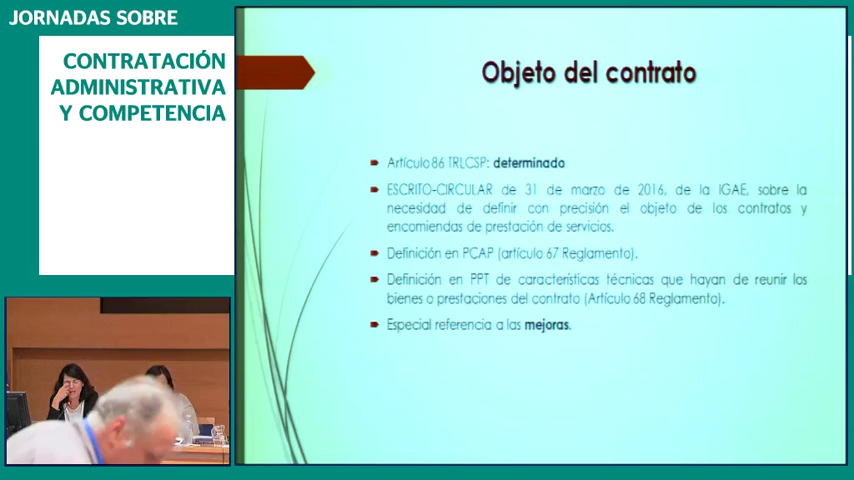 JORNADAS SOBRE
CONTRATACIÓN
ADMINISTRATIVA
Y COMPETENCIA
Objeto del contrato
Artículo 86 TRLCSP: determinado
ESCRITO-CIRCULAR de 31 de marzo de 2016, de la IGAE, sobre la
necesidad de definir con precisión el objeto de los contratos y
encomiendas de prestación de servicios.
Definición en PCAP (artículo 67 Reglamento).
Definición en PPT de características técnicas que hayan de reunir los
bienes o prestaciones del contrato (Artículo 68 Reglamento).
Especial referencia a las mejoras.